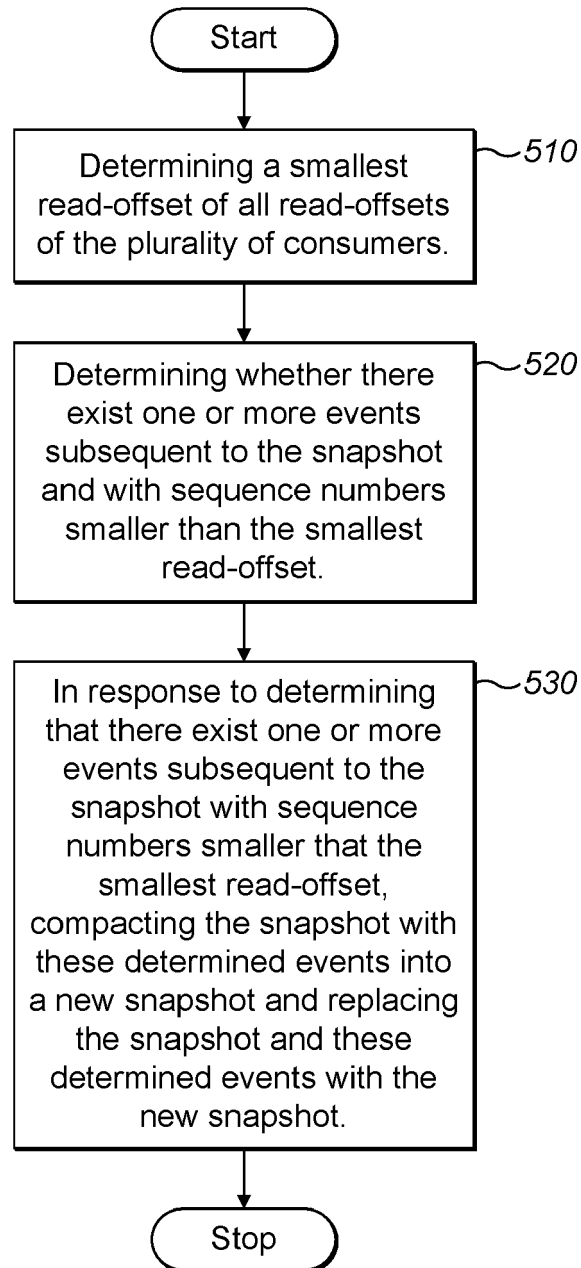 Start
Determining a smallest
read-offset of all read-offsets
of the plurality of consumers.
510
Determining whether there
exist one or more events
subsequent to the snapshot
and with sequence numbers
smaller than the smallest
read-offset.
520
In response to determining
that there exist one or more
events subsequent to the
snapshot with sequence
numbers smaller that the
smallest read-offset,
compacting the snapshot with
these determined events into
a new snapshot and replacing
the snapshot and these
determined events with the
new snapshot.
530
Stop